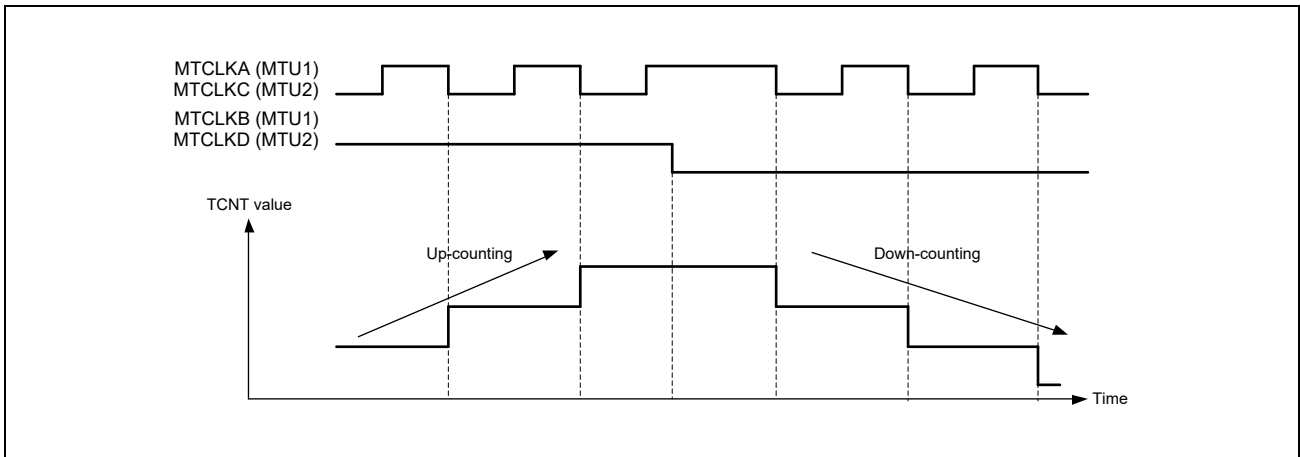 MTCLKA (MTU1)
MTCLKC (MTU2)
MTCLKB (MTU1)
MTCLKD (MTU2)
TCNT value
Up-counting
Down-counting
Time